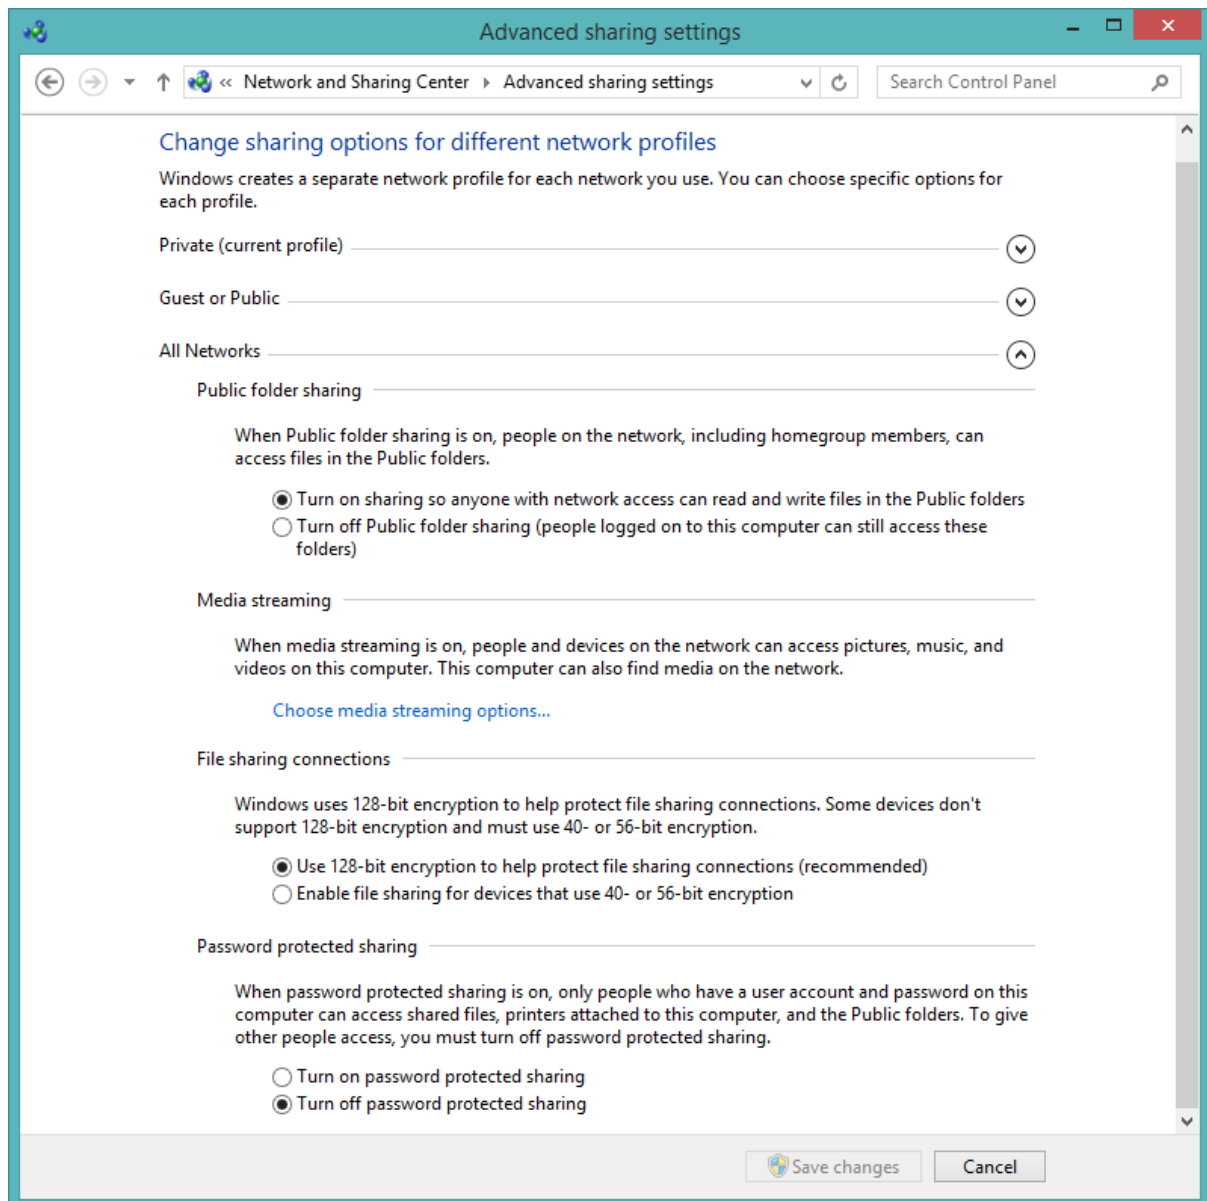 Advanced sharing settings
« Network and Sharing Center Advanced sharing settings
Search Control Panel
Change sharing options for different network profiles
Windows creates a separate network profile for each network you use. You can choose specific options for
each profile.
Private (current profile)
Guest or Public
All Networks
Public folder sharing
When Public folder sharing is on, people on the network, including homegroup members, can
access files in the Public folders.
Turn on sharing so anyone with network access can read and write files in the Public folders
Turn off Public folder sharing (people logged on to this computer can still access these
folders)
Media streaming
When media streaming is on, people and devices on the network can access pictures, music, and
videos on this computer. This computer can also find media on the network.
Choose media streaming options...
File sharing connections
Windows uses 128-bit encryption to help protect file sharing connections. Some devices don't
support 128-bit encryption and must use 40- or 56-bit encryption.
Use 128-bit encryption to help protect file sharing connections (recommended)
Enable file sharing for devices that use 40- or 56-bit encryption
Password protected sharing
When password protected sharing is on, only people who have a user account and password on this
computer can access shared files, printers attached to this computer, and the Public folders. To give
other people access, you must turn off password protected sharing.
Turn on password protected sharing
Turn off password protected sharing
Save changes
Cancel